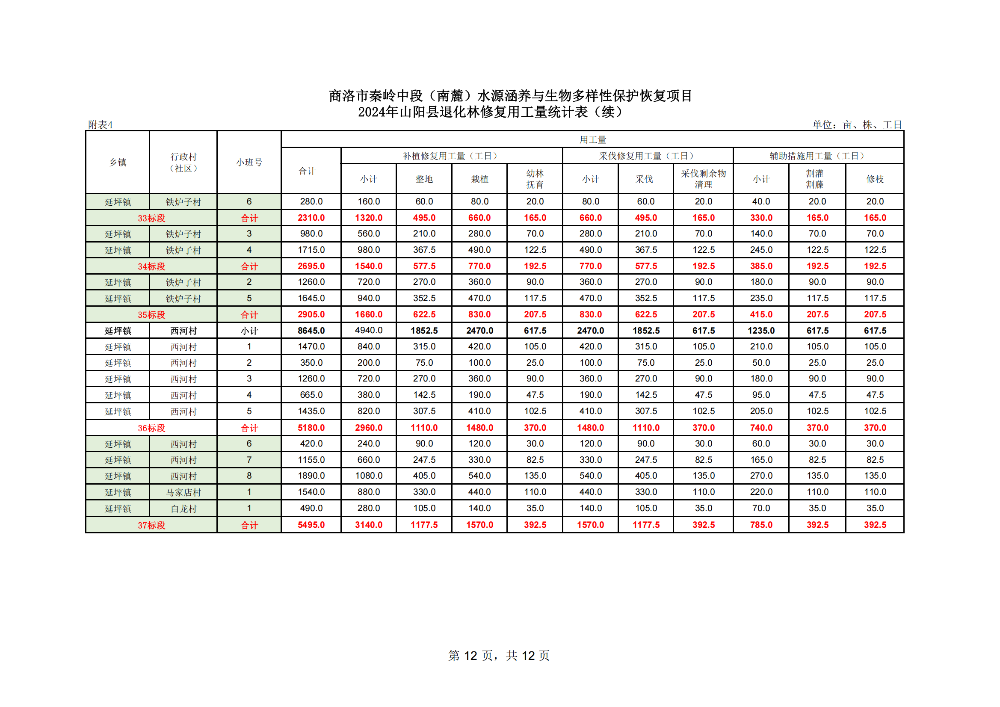 商洛市秦岭中段（南麓）水源涵养与生物多样性保护恢复项目
2024年山阳县退化林修复用工量统计表（续）
附表4 单位：亩、株、工日
用工量
乡镇 行政村（社区） 小班号 合计 补植修复用工量（工日） 采伐修复用工量（工日） 辅助措施用工量（工日）
小计 整地 栽植 幼林抚育 小计 采伐 采伐剩余物清理 小计 割灌割藤 修枝
延坪镇 铁炉子村 6 280.0 160.0 60.0 80.0 20.0 80.0 60.0 20.0 40.0 20.0 20.0
33标段 合计 2310.0 1320.0 495.0 660.0 165.0 660.0 495.0 165.0 330.0 165.0 165.0
延坪镇 铁炉子村 3 980.0 560.0 210.0 280.0 70.0 280.0 210.0 70.0 140.0 70.0 70.0
延坪镇 铁炉子村 4 1715.0 980.0 367.5 490.0 122.5 490.0 367.5 122.5 245.0 122.5 122.5
34标段 合计 2695.0 1540.0 577.5 770.0 192.5 770.0 577.5 192.5 385.0 192.5 192.5
延坪镇 铁炉子村 2 1260.0 720.0 270.0 360.0 90.0 360.0 270.0 90.0 180.0 90.0 90.0
延坪镇 铁炉子村 5 1645.0 940.0 352.5 470.0 117.5 470.0 352.5 117.5 235.0 117.5 117.5
35标段 合计 2905.0 1660.0 622.5 830.0 207.5 830.0 622.5 207.5 415.0 207.5 207.5
延坪镇 西河村 小计 8645.0 4940.0 1852.5 2470.0 617.5 2470.0 1852.5 617.5 1235.0 617.5 617.5
延坪镇 西河村 1 1470.0 840.0 315.0 420.0 105.0 420.0 315.0 105.0 210.0 105.0 105.0
延坪镇 西河村 2 350.0 200.0 75.0 100.0 25.0 100.0 75.0 25.0 50.0 25.0 25.0
延坪镇 西河村 3 1260.0 720.0 270.0 360.0 90.0 360.0 270.0 90.0 180.0 90.0 90.0
延坪镇 西河村 4 665.0 380.0 142.5 190.0 47.5 190.0 142.5 47.5 95.0 47.5 47.5
延坪镇 西河村 5 1435.0 820.0 307.5 410.0 102.5 410.0 307.5 102.5 205.0 102.5 102.5
36标段 合计 5180.0 2960.0 1110.0 1480.0 370.0 1480.0 1110.0 370.0 740.0 370.0 370.0
延坪镇 西河村 6 420.0 240.0 90.0 120.0 30.0 120.0 90.0 30.0 60.0 30.0 30.0
延坪镇 西河村 7 1155.0 660.0 247.5 330.0 82.5 330.0 247.5 82.5 165.0 82.5 82.5
延坪镇 西河村 8 1890.0 1080.0 405.0 540.0 135.0 540.0 405.0 135.0 270.0 135.0 135.0
延坪镇 马家店村 1 1540.0 880.0 330.0 440.0 110.0 440.0 330.0 110.0 220.0 110.0 110.0
延坪镇 白龙村 1 490.0 280.0 105.0 140.0 35.0 140.0 105.0 35.0 70.0 35.0 35.0
37标段 合计 5495.0 3140.0 1177.5 1570.0 392.5 1570.0 1177.5 392.5 785.0 392.5 392.5
第 12 页，共 12 页